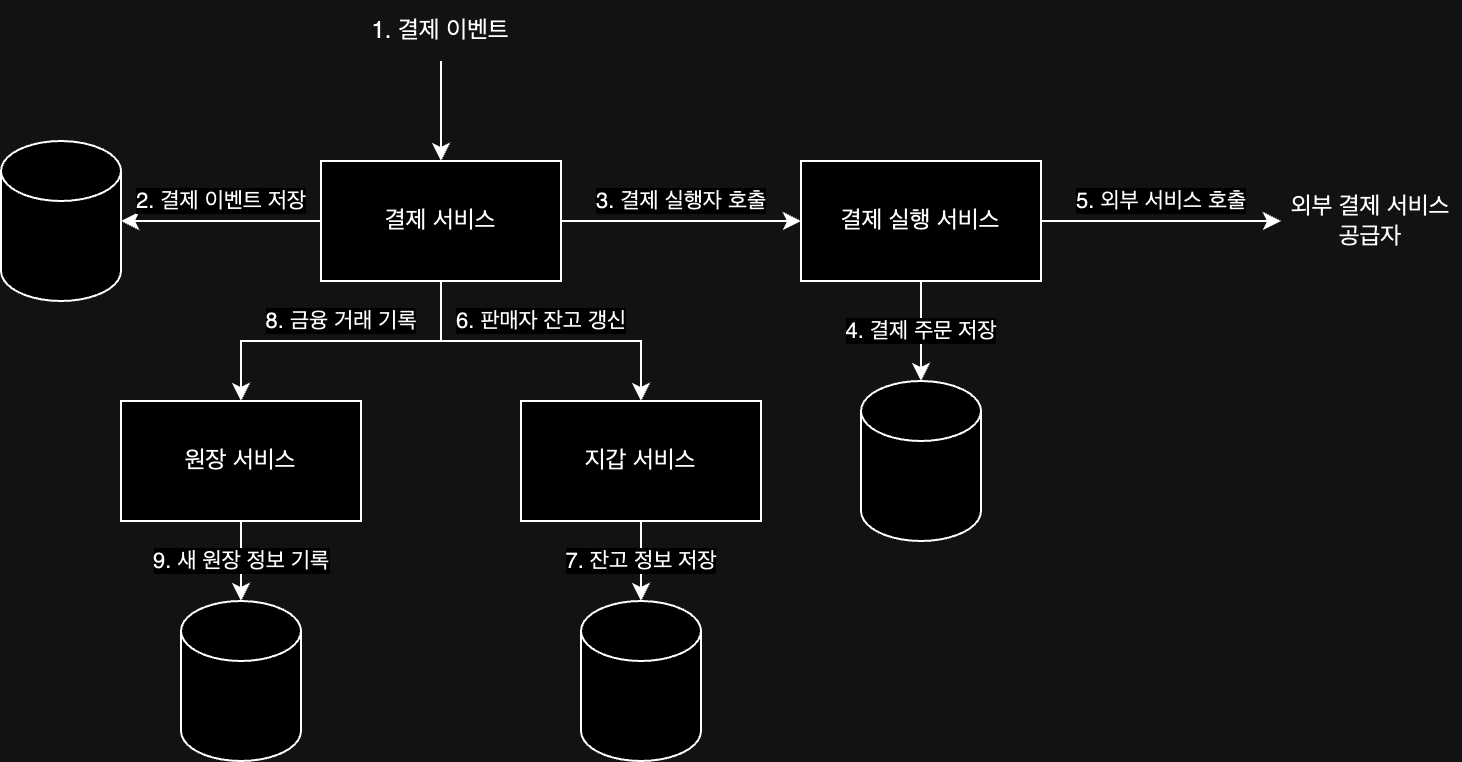 1. 결제 이벤트
2. 결제 이벤트 저장
결제 서비스
3. 결제 실행자 호출
결제 실행 서비스
5. 외부 서비스 호출
외부 결제 서비스
공급자
8. 금융 거래 기록
6. 판매자 잔고 갱신
4. 결제 주문 저장
원장 서비스
지갑 서비스
9. 새 원장 정보 기록
7. 잔고 정보 저장